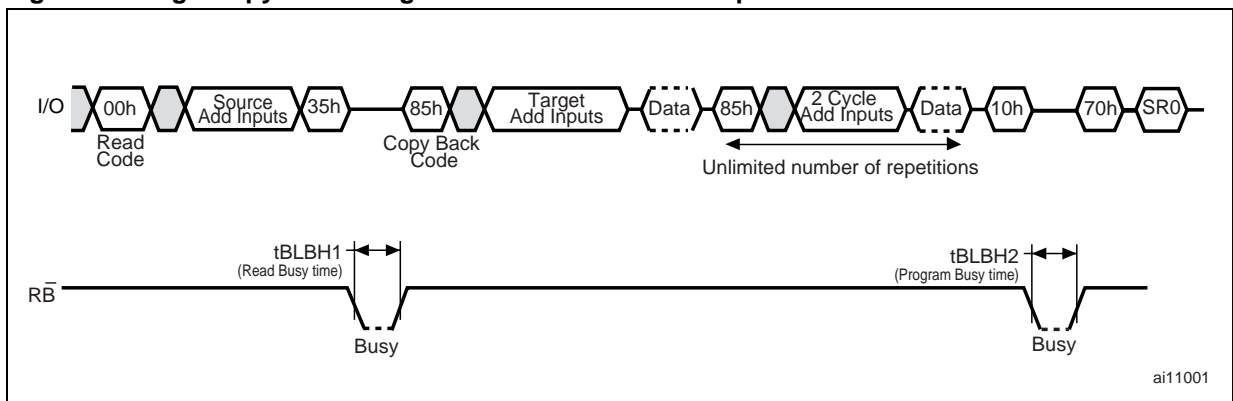 I/O 00h Source Add Inputs 35h 85h Target Add Inputs Data 85h 2 Cycle Add Inputs Data 10h 70h SR0
Read Code
Copy Back Code
Unlimited number of repetitions
tBLBH1
(Read Busy time)
tBLBH2
(Program Busy time)
RB̅
Busy
Busy
ai11001